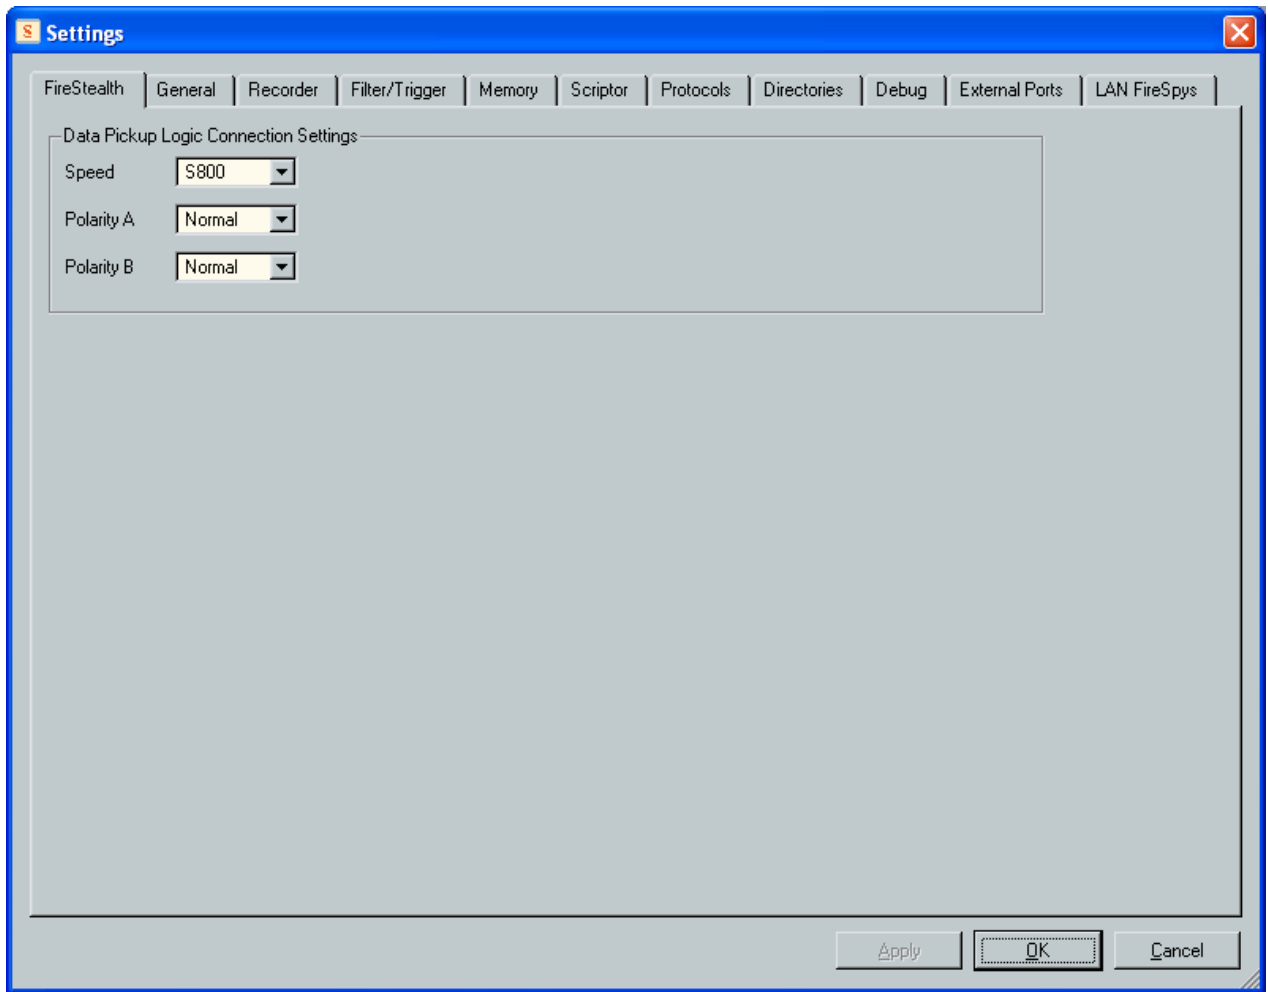 S Settings
FireStealth General Recorder Filter/Trigger Memory Scriptor Protocols Directories Debug External Ports LAN FireSpys
Data Pickup Logic Connection Settings
Speed S800
Polarity A Normal
Polarity B Normal
Apply OK Cancel